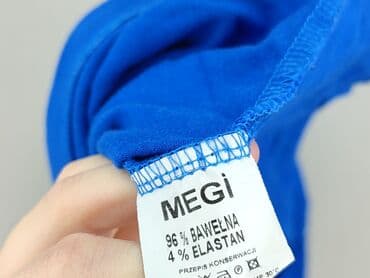 MEGi
96 % BAWEŁNA
4 % ELASTAN
PRZEPIS KONSERWACJI